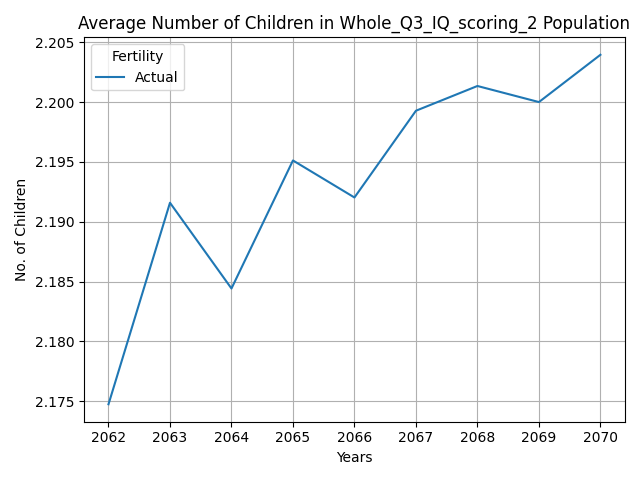 Average Number of Children in Whole_Q3_IQ_scoring_2 Population
Fertility
Actual
2.205
2.200
2.195
2.190
2.185
2.180
2.175
No. of Children
2062 2063 2064 2065 2066 2067 2068 2069 2070
Years